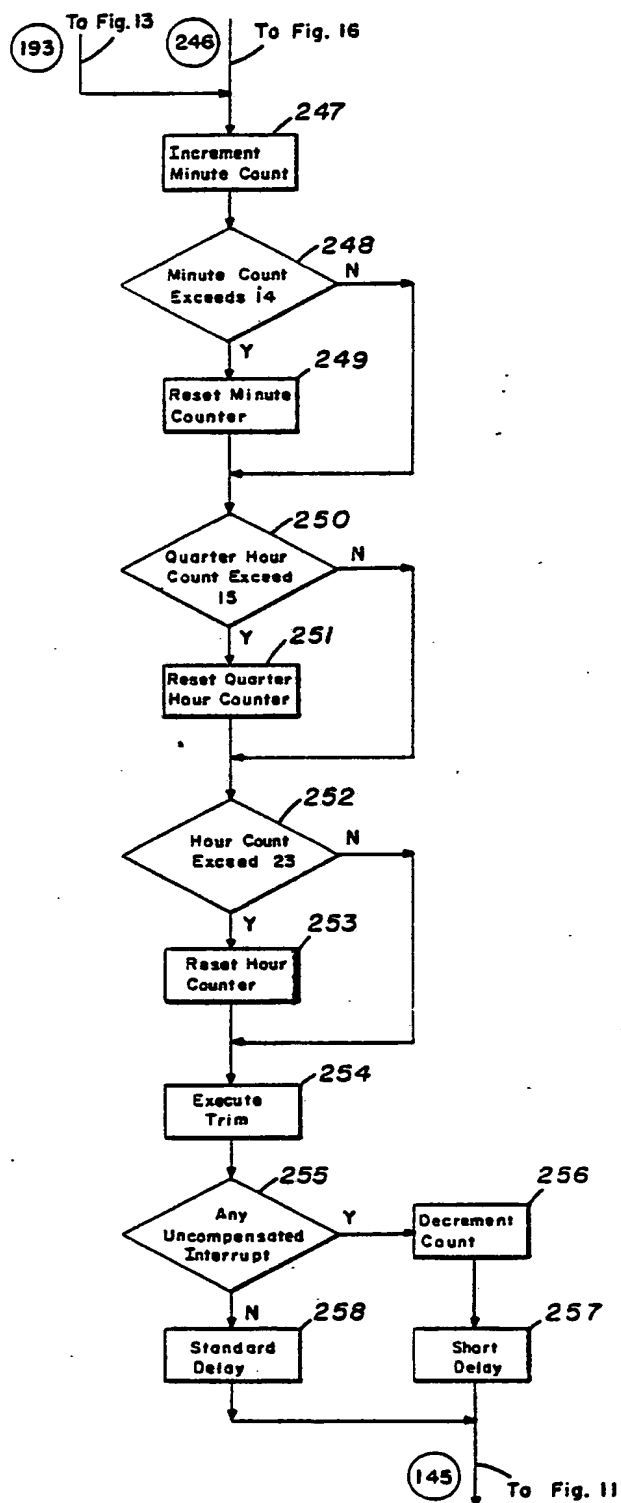 To Fig. 13
193
246
To Fig. 16
247
Increment
Minute Count
248
Minute Count
Exceeds 14
N
Y
249
Reset Minute
Counter
250
Quarter Hour
Count Exceed
15
N
Y
251
Reset Quarter
Hour Counter
252
Hour Count
Exceed 23
N
Y
253
Reset Hour
Counter
254
Execute
Trim
255
Any
Uncompensated
Interrupt
Y
256
Decrement
Count
N
258
Standard
Delay
257
Short
Delay
145
To Fig. 11